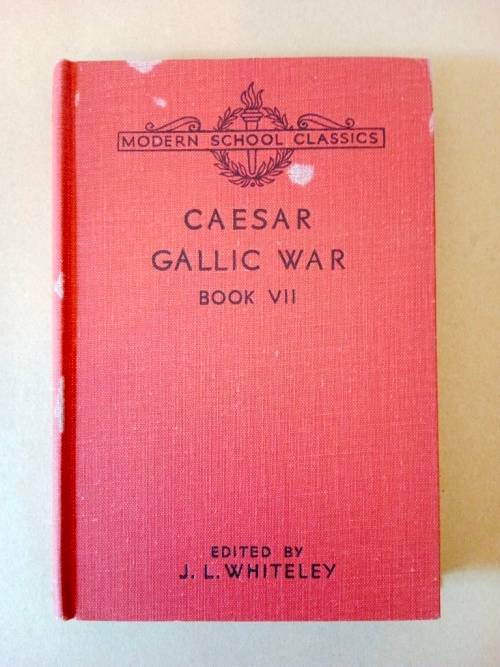 MODERN SCHOOL CLASSICS
CAESAR
GALLIC WAR
BOOK VII
EDITED BY
J. L. WHITELEY